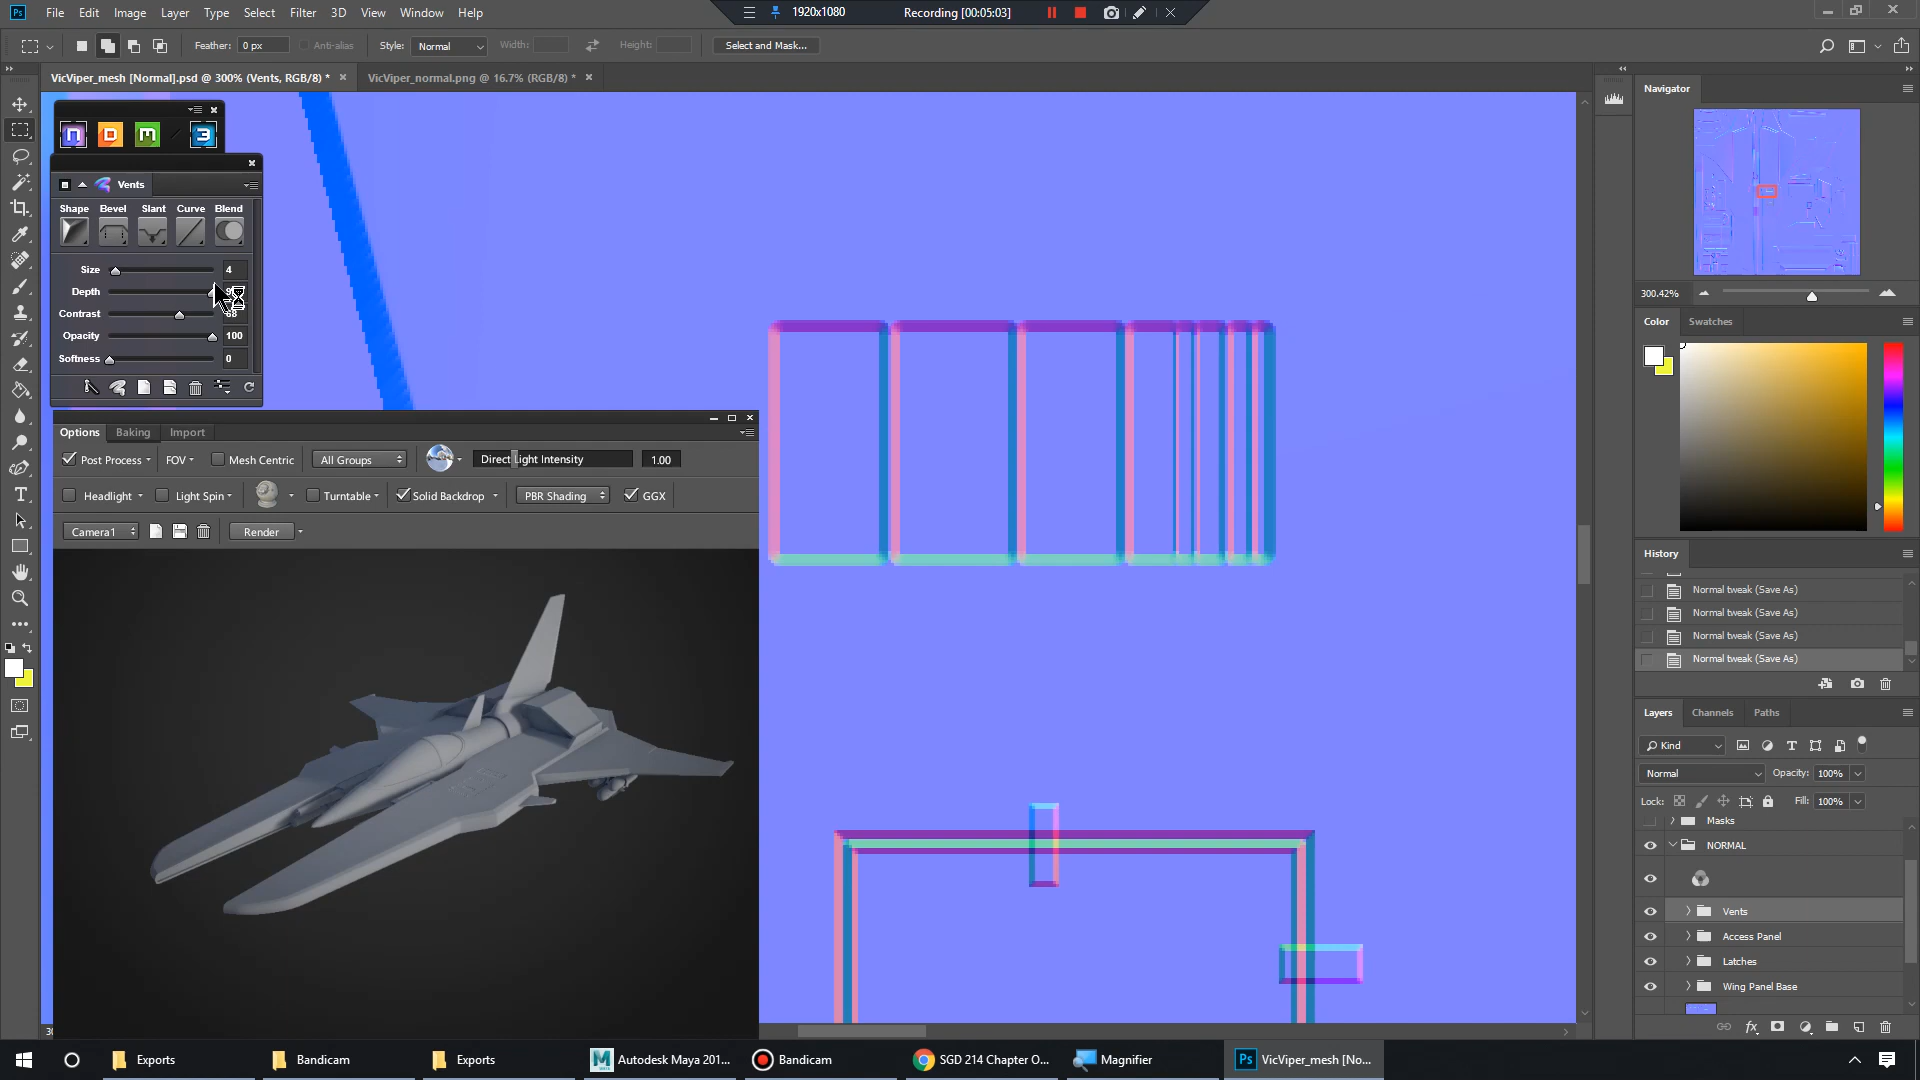 Ps File Edit Image Layer Type Select Filter 3D View Window Help
1920x1080 Recording [00:05:03]
Feather: 0 px Anti-alias Style: Normal Width: Height: Select and Mask...
VicViper_mesh [Normal].psd @ 300% (Vents, RGB/8) * VicViper_normal.png @ 16.7% (RGB/8) *
n D m 3
Vents
Shape Bevel Slant Curve Blend
Size 4
Depth
Contrast
Opacity 100
Softness 0
Options Baking Import
Post Process FOV Mesh Centric All Groups Direct Light Intensity 1.00
Headlight Light Spin Turntable Solid Backdrop PBR Shading GGX
Camera1 Render
Navigator
300.42%
Color Swatches
History
Normal tweak (Save As)
Normal tweak (Save As)
Normal tweak (Save As)
Normal tweak (Save As)
Layers Channels Paths
Kind
Normal Opacity: 100%
Lock: Fill: 100%
Masks
NORMAL
Vents
Access Panel
Latches
Wing Panel Base
Exports Bandicam Exports Autodesk Maya 201... Bandicam SGD 214 Chapter O... Magnifier Ps VicViper_mesh [No...